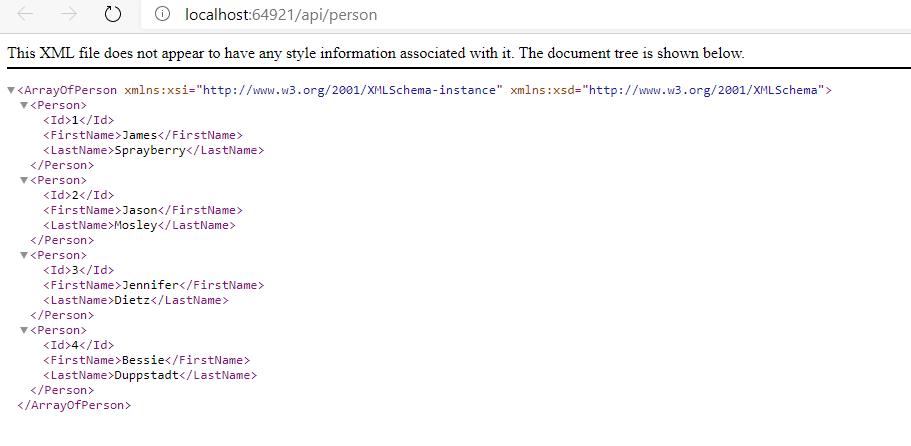 localhost:64921/api/person
This XML file does not appear to have any style information associated with it. The document tree is shown below.
<ArrayOfPerson xmlns:xsi="http://www.w3.org/2001/XMLSchema-instance" xmlns:xsd="http://www.w3.org/2001/XMLSchema">
<Person>
<Id>1</Id>
<FirstName>James</FirstName>
<LastName>Sprayberry</LastName>
</Person>
<Person>
<Id>2</Id>
<FirstName>Jason</FirstName>
<LastName>Mosley</LastName>
</Person>
<Person>
<Id>3</Id>
<FirstName>Jennifer</FirstName>
<LastName>Dietz</LastName>
</Person>
<Person>
<Id>4</Id>
<FirstName>Bessie</FirstName>
<LastName>Duppstadt</LastName>
</Person>
</ArrayOfPerson>